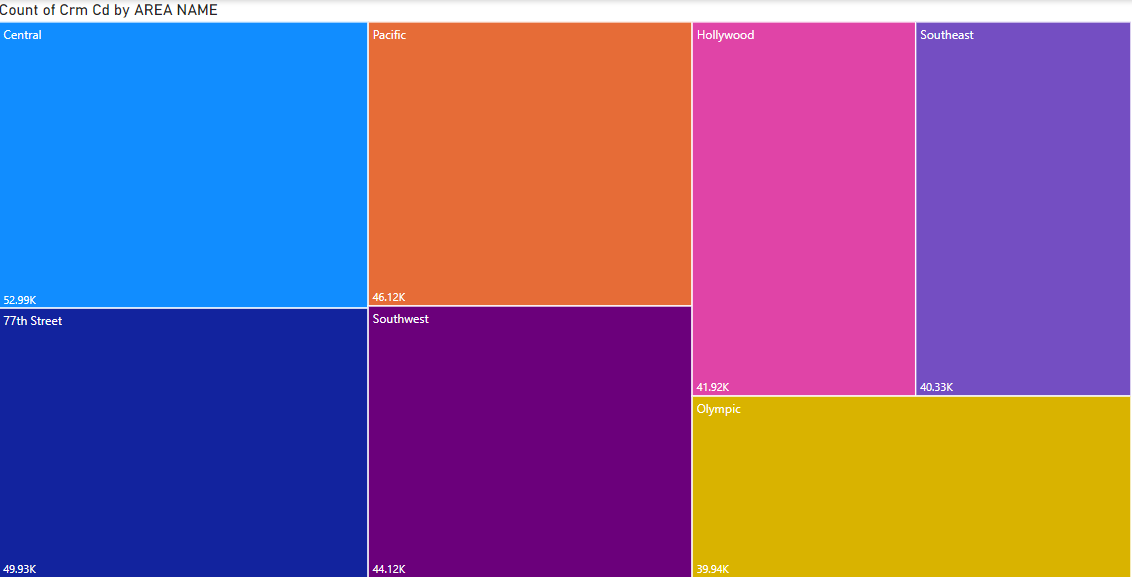 Count of Crm Cd by AREA NAME
Central
52.99K
77th Street
49.93K
Pacific
46.12K
Southwest
44.12K
Hollywood
41.92K
Southeast
40.33K
Olympic
39.94K